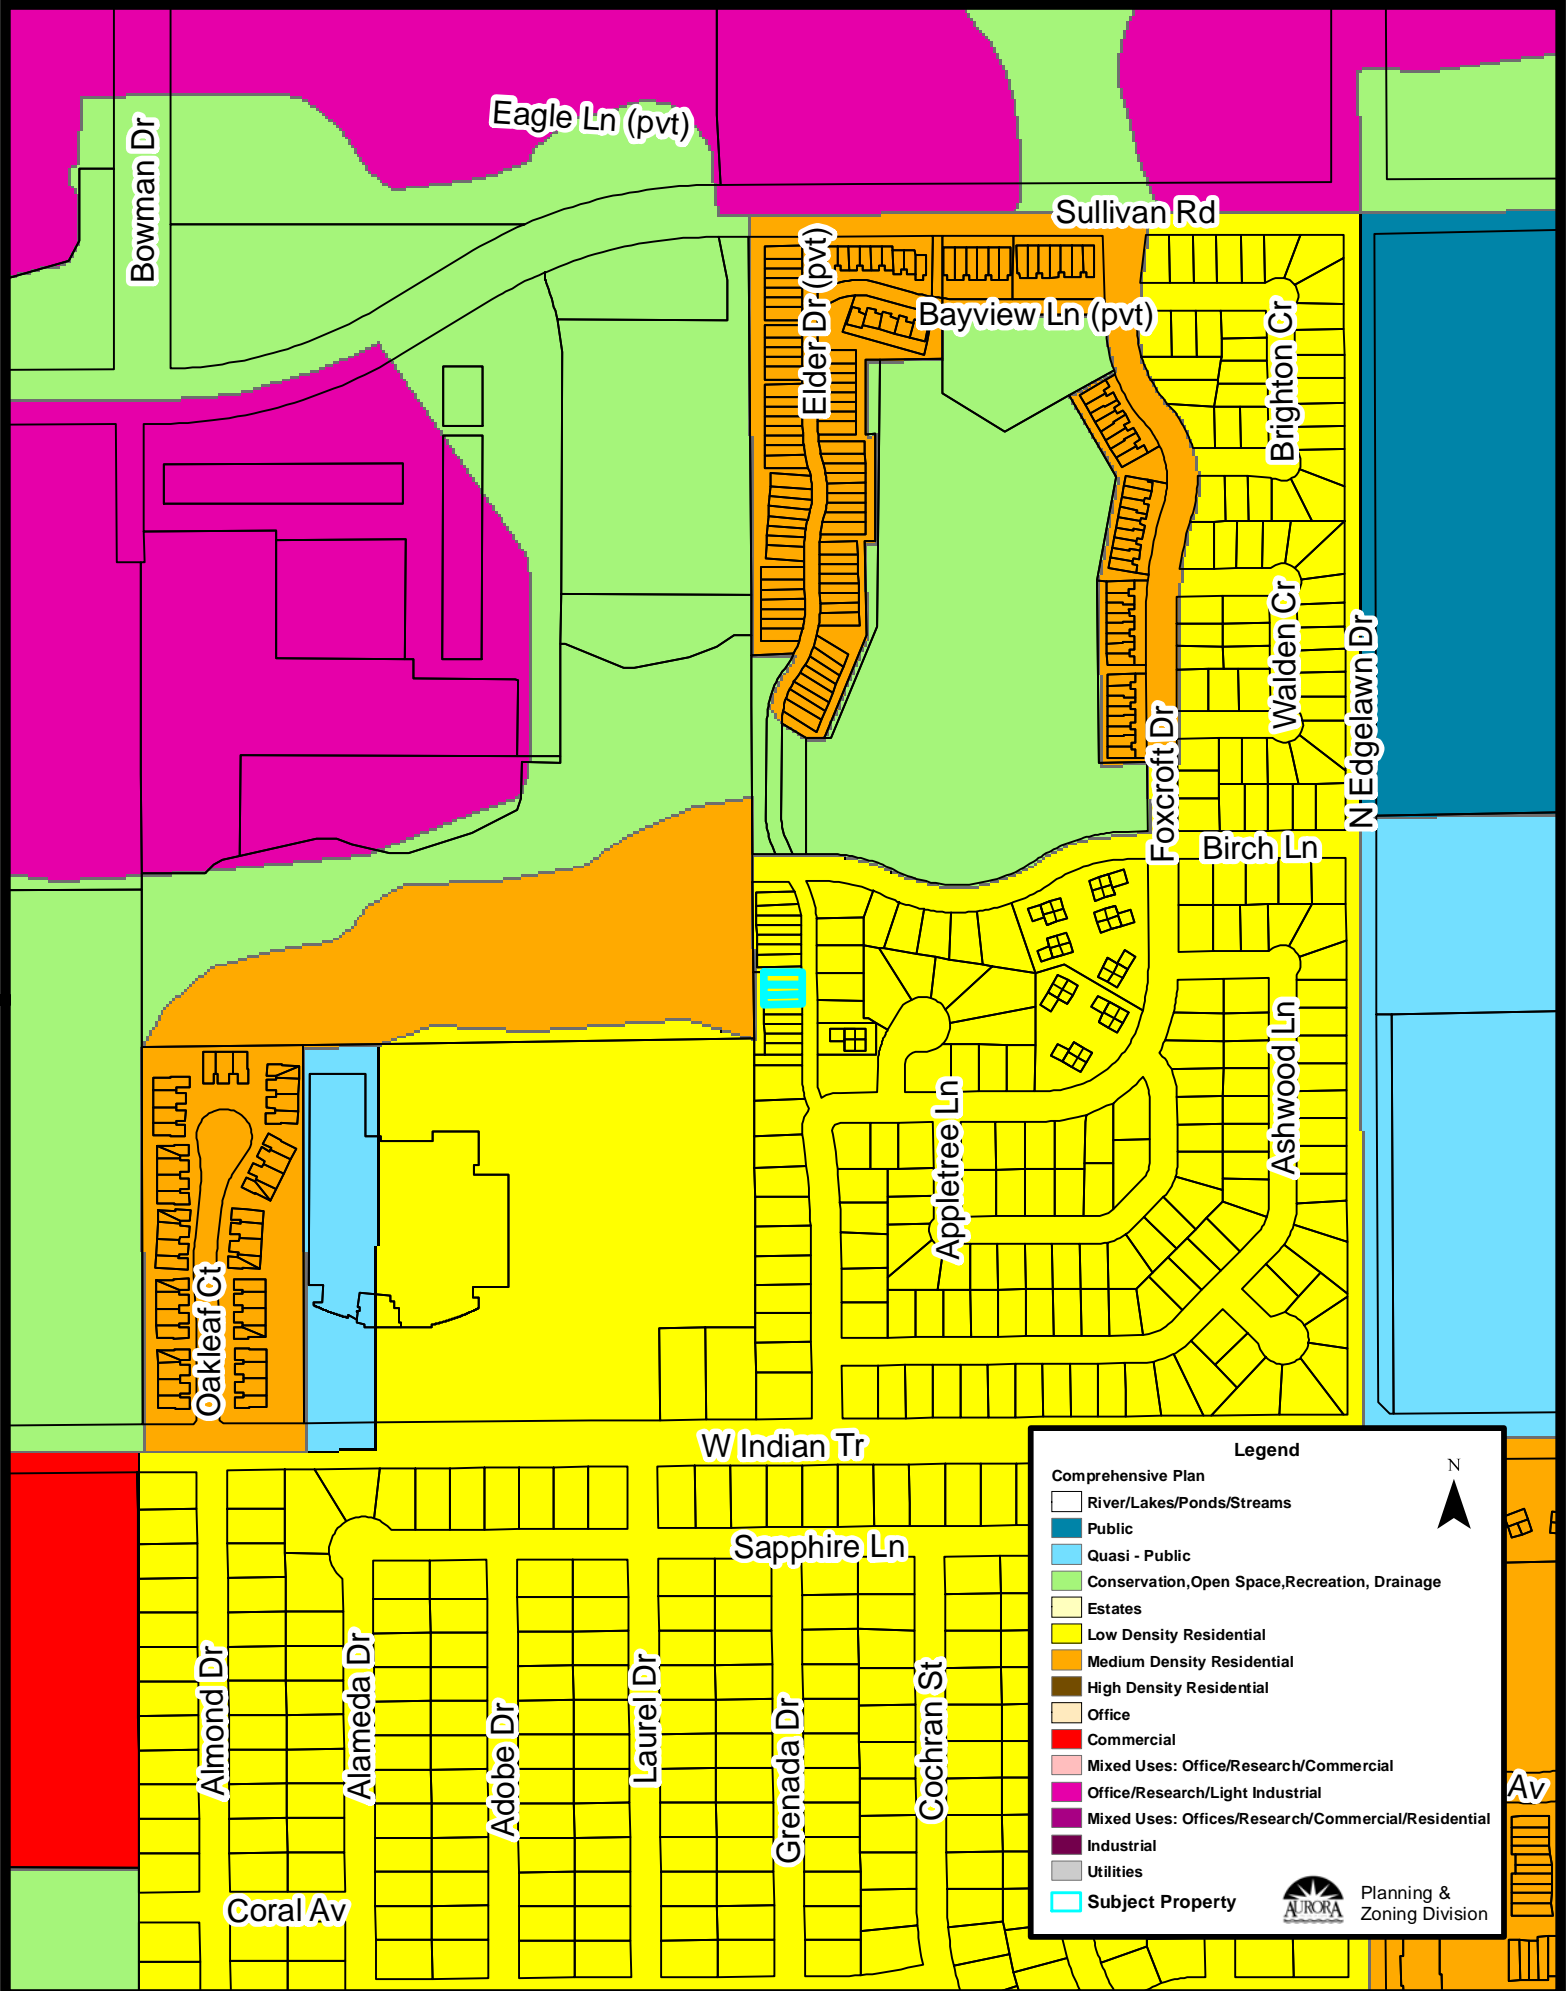 Eagle Ln (pvt)
Bowman Dr
Sullivan Rd
Elder Dr (pvt)
Bayview Ln (pvt)
Brighton Cr
Walden Cr
N Edgelawn Dr
Foxcroft Dr
Birch Ln
Ashwood Ln
Appletree Ln
Oakleaf Ct
W Indian Tr
Sapphire Ln
Almond Dr
Alameda Dr
Adobe Dr
Laurel Dr
Grenada Dr
Cochran St
Coral Av
Av
Legend
N
Comprehensive Plan
River/Lakes/Ponds/Streams
Public
Quasi - Public
Conservation,Open Space,Recreation, Drainage
Estates
Low Density Residential
Medium Density Residential
High Density Residential
Office
Commercial
Mixed Uses: Office/Research/Commercial
Office/Research/Light Industrial
Mixed Uses: Offices/Research/Commercial/Residential
Industrial
Utilities
Subject Property
AURORA
Planning &
Zoning Division